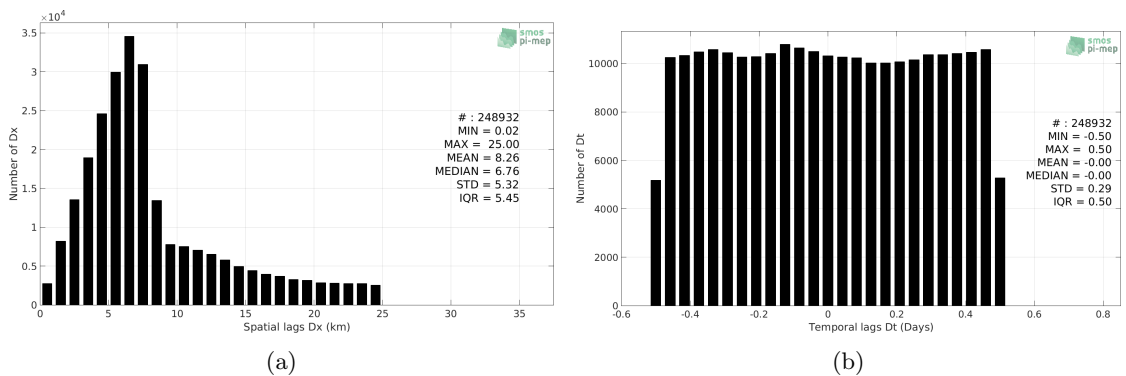 ×10⁴
3.5
3
2.5
2
1.5
1
0.5
0
Number of Dx
0 5 10 15 20 25 30 35
Spatial lags Dx (km)
smos
pi-mep
# : 248932
MIN = 0.02
MAX = 25.00
MEAN = 8.26
MEDIAN = 6.76
STD = 5.32
IQR = 5.45
(a)
10000
8000
6000
4000
2000
0
Number of Dt
-0.6 -0.4 -0.2 0 0.2 0.4 0.6 0.8
Temporal lags Dt (Days)
smos
pi-mep
# : 248932
MIN = -0.50
MAX = 0.50
MEAN = -0.00
MEDIAN = -0.00
STD = 0.29
IQR = 0.50
(b)